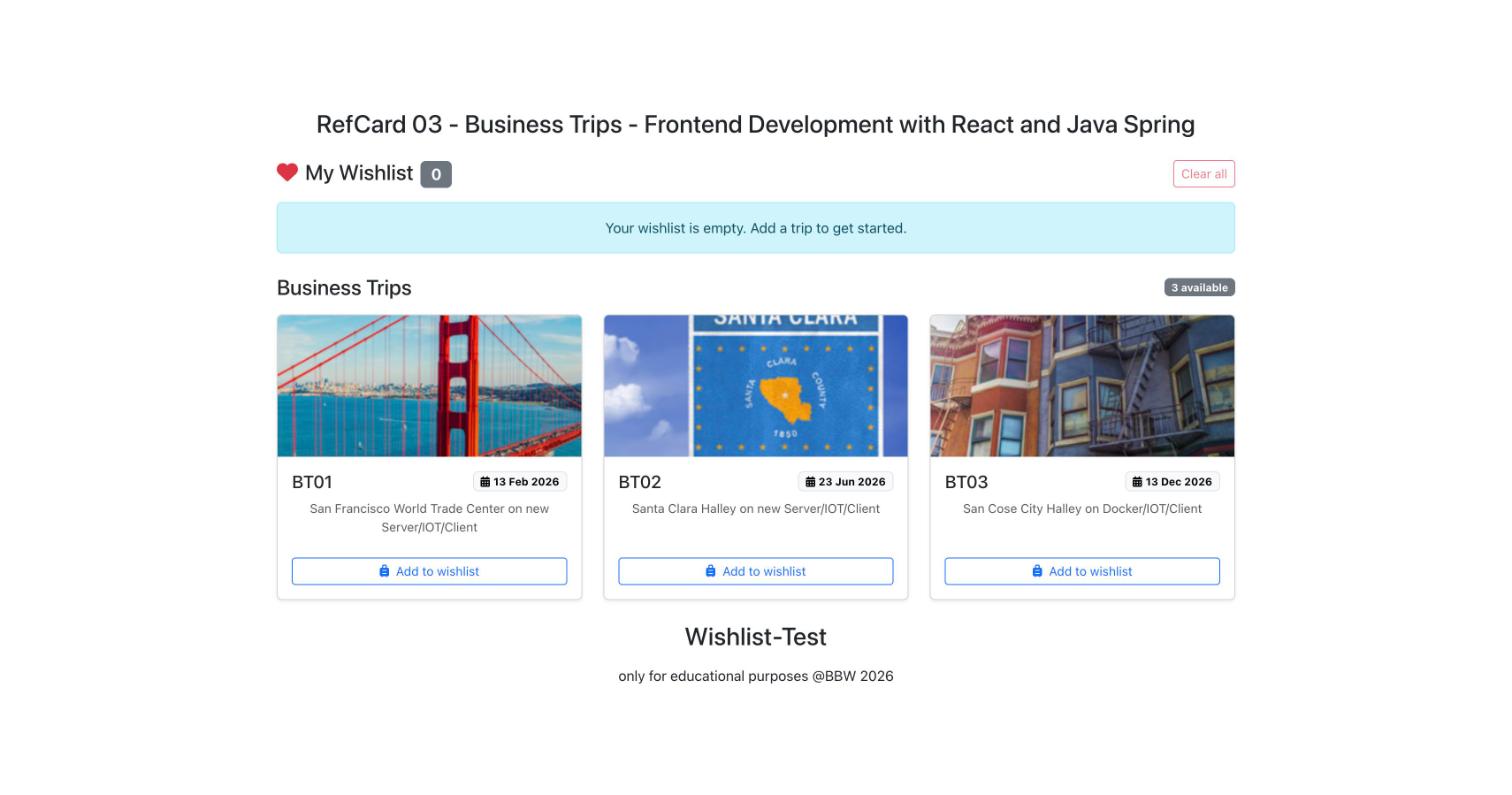 RefCard 03 - Business Trips - Frontend Development with React and Java Spring
My Wishlist 0
Clear all
Your wishlist is empty. Add a trip to get started.
Business Trips
3 available
SANTA CLARA
SANTA CLARA COUNTY
1850
BT01
13 Feb 2026
San Francisco World Trade Center on new
Server/IOT/Client
Add to wishlist
BT02
23 Jun 2026
Santa Clara Halley on new Server/IOT/Client
Add to wishlist
BT03
13 Dec 2026
San Cose City Halley on Docker/IOT/Client
Add to wishlist
Wishlist-Test
only for educational purposes @BBW 2026